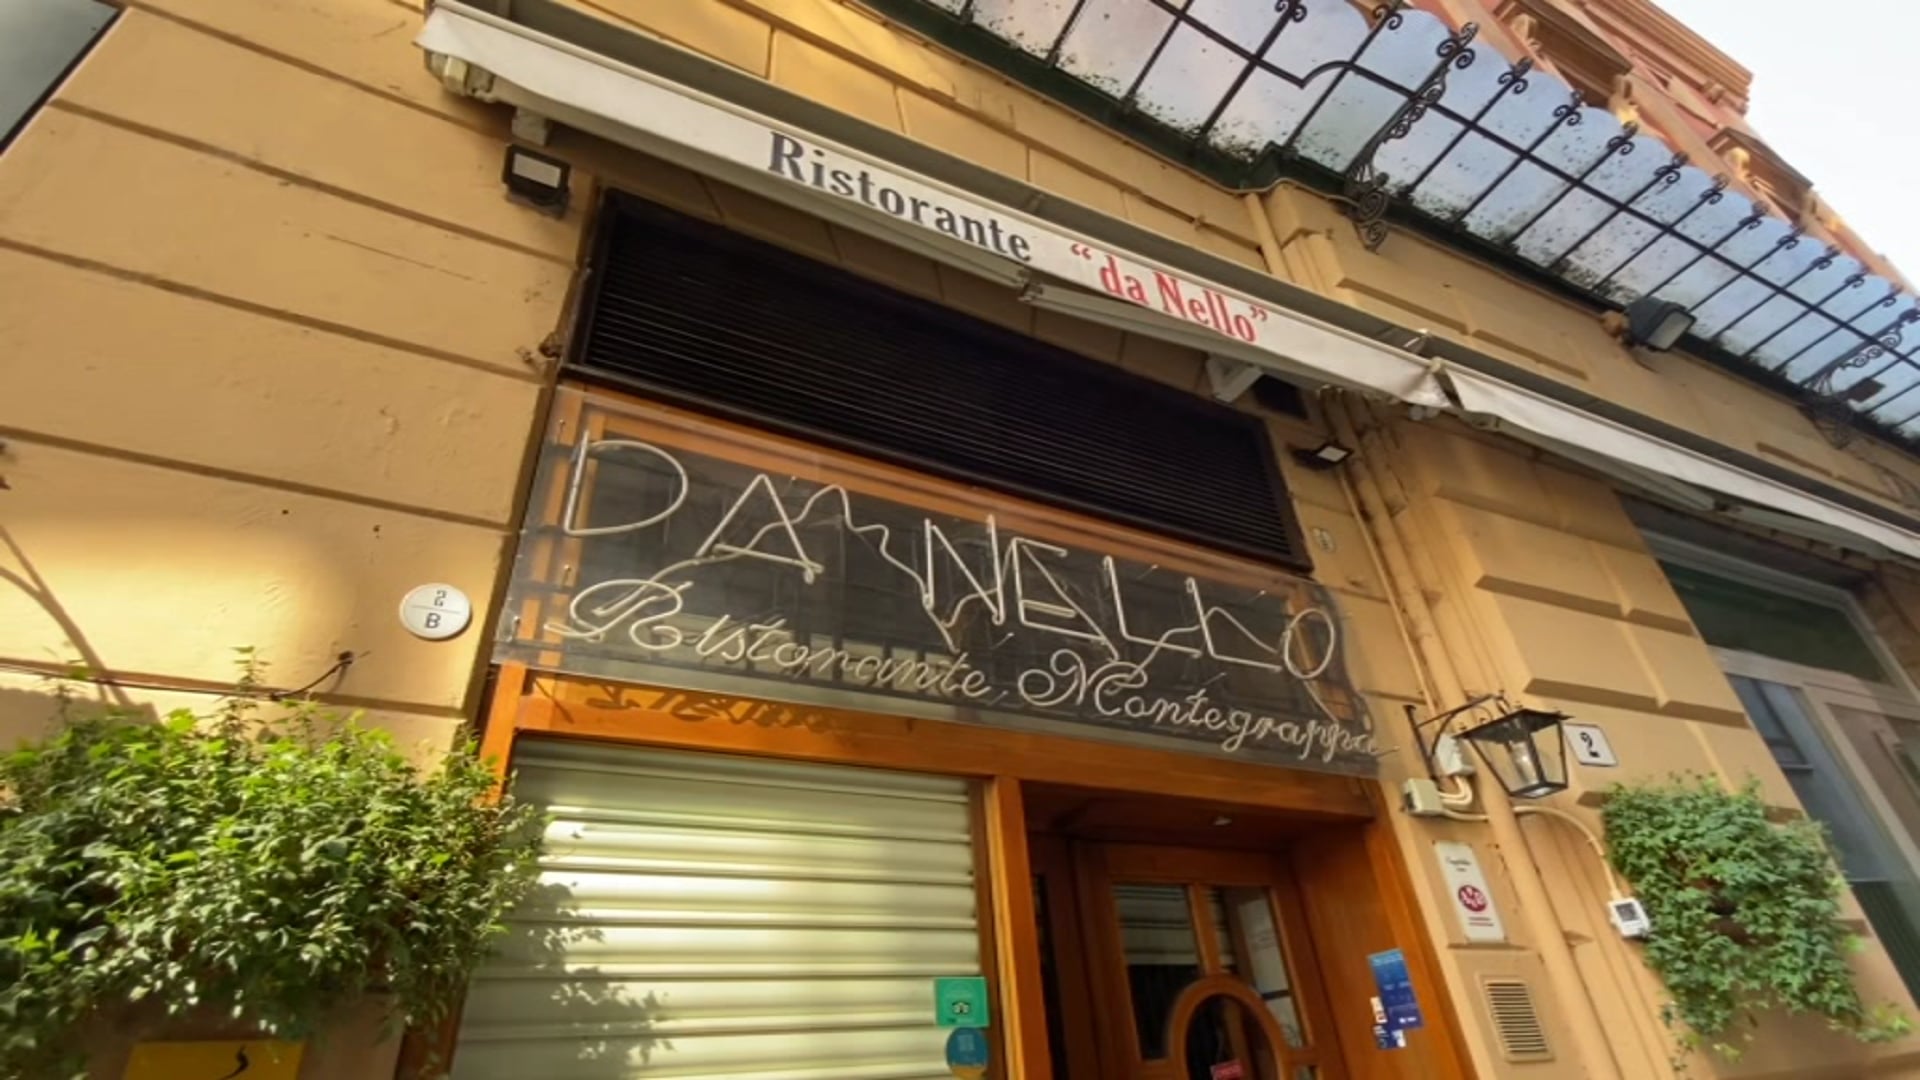 Ristorante "da Nello"
DA NELLO
Ristorante Montegrappa
2
B
2